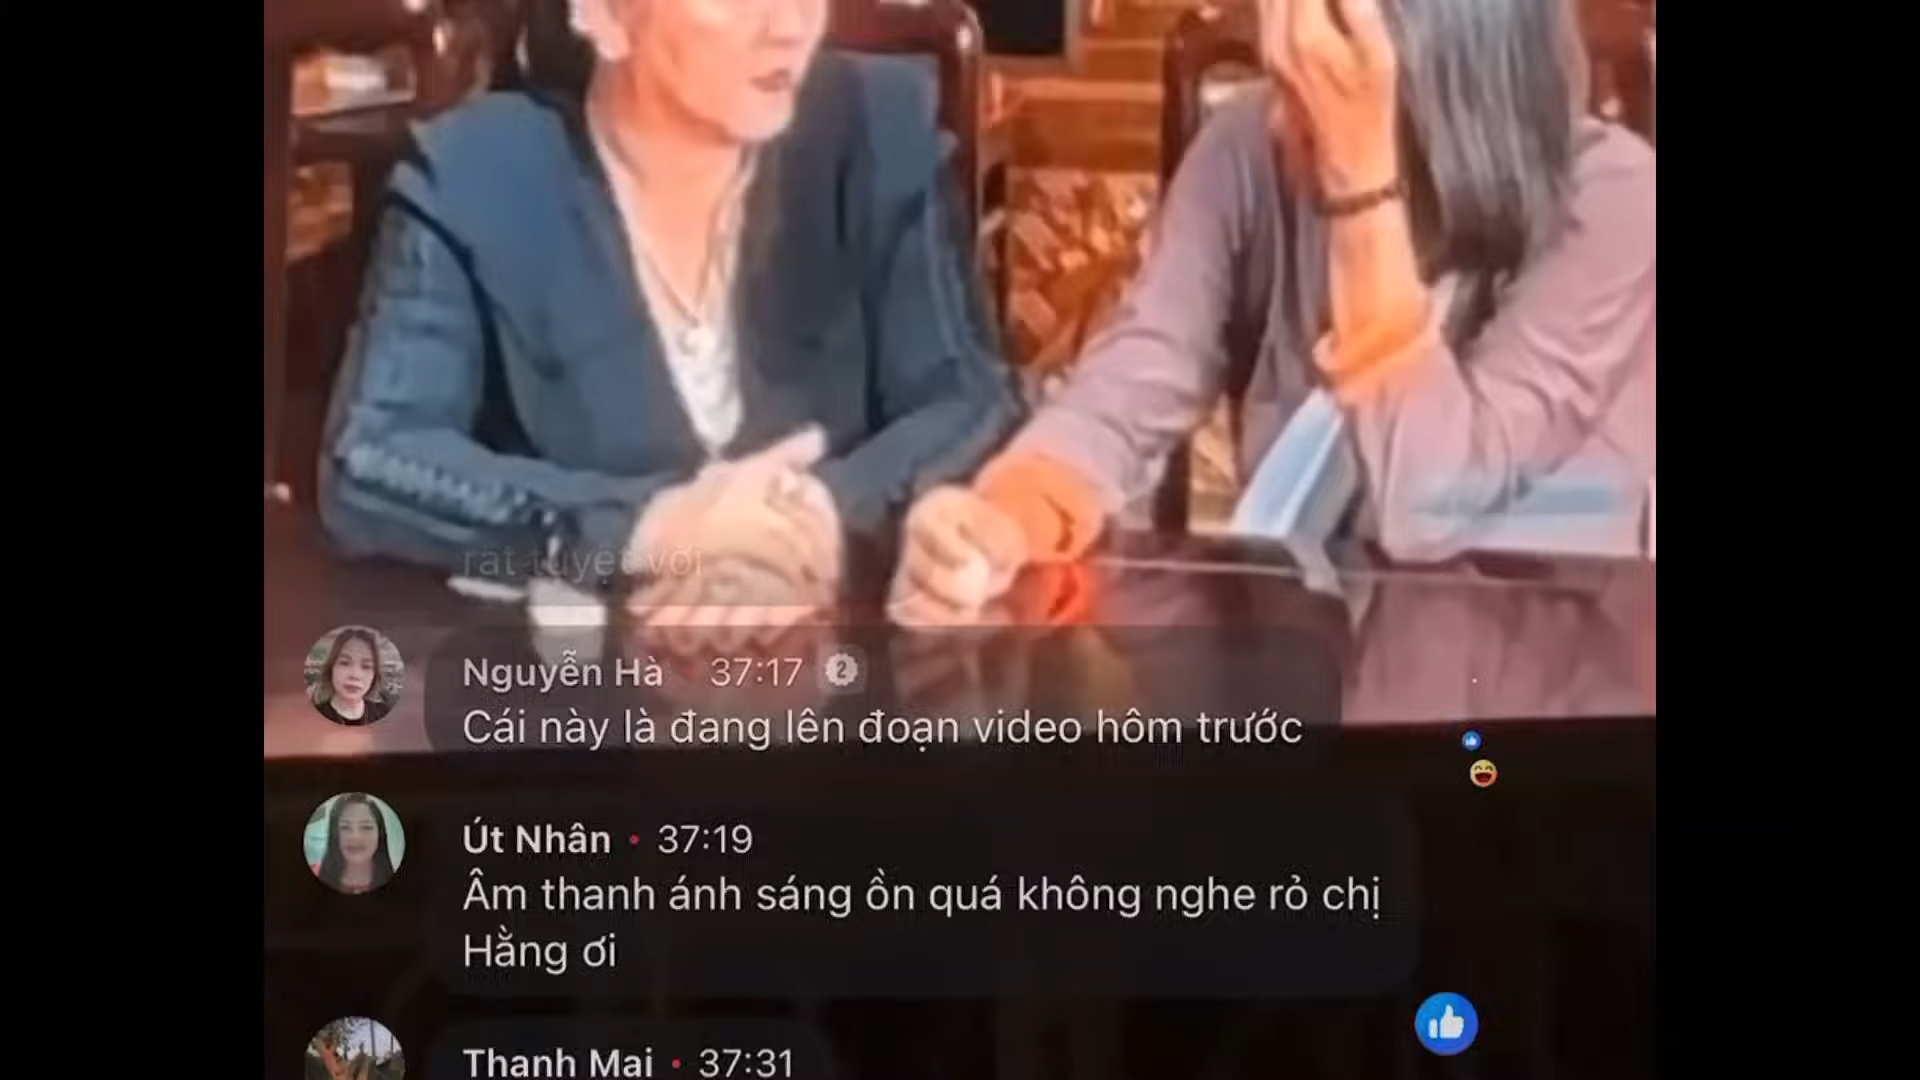 rất tuyệt vời
Nguyễn Hà 37:17 2
Cái này là đang lên đoạn video hôm trước
Út Nhân • 37:19
Âm thanh ánh sáng ồn quá không nghe rỏ chị
Hằng ơi
Thanh Mai • 37:31